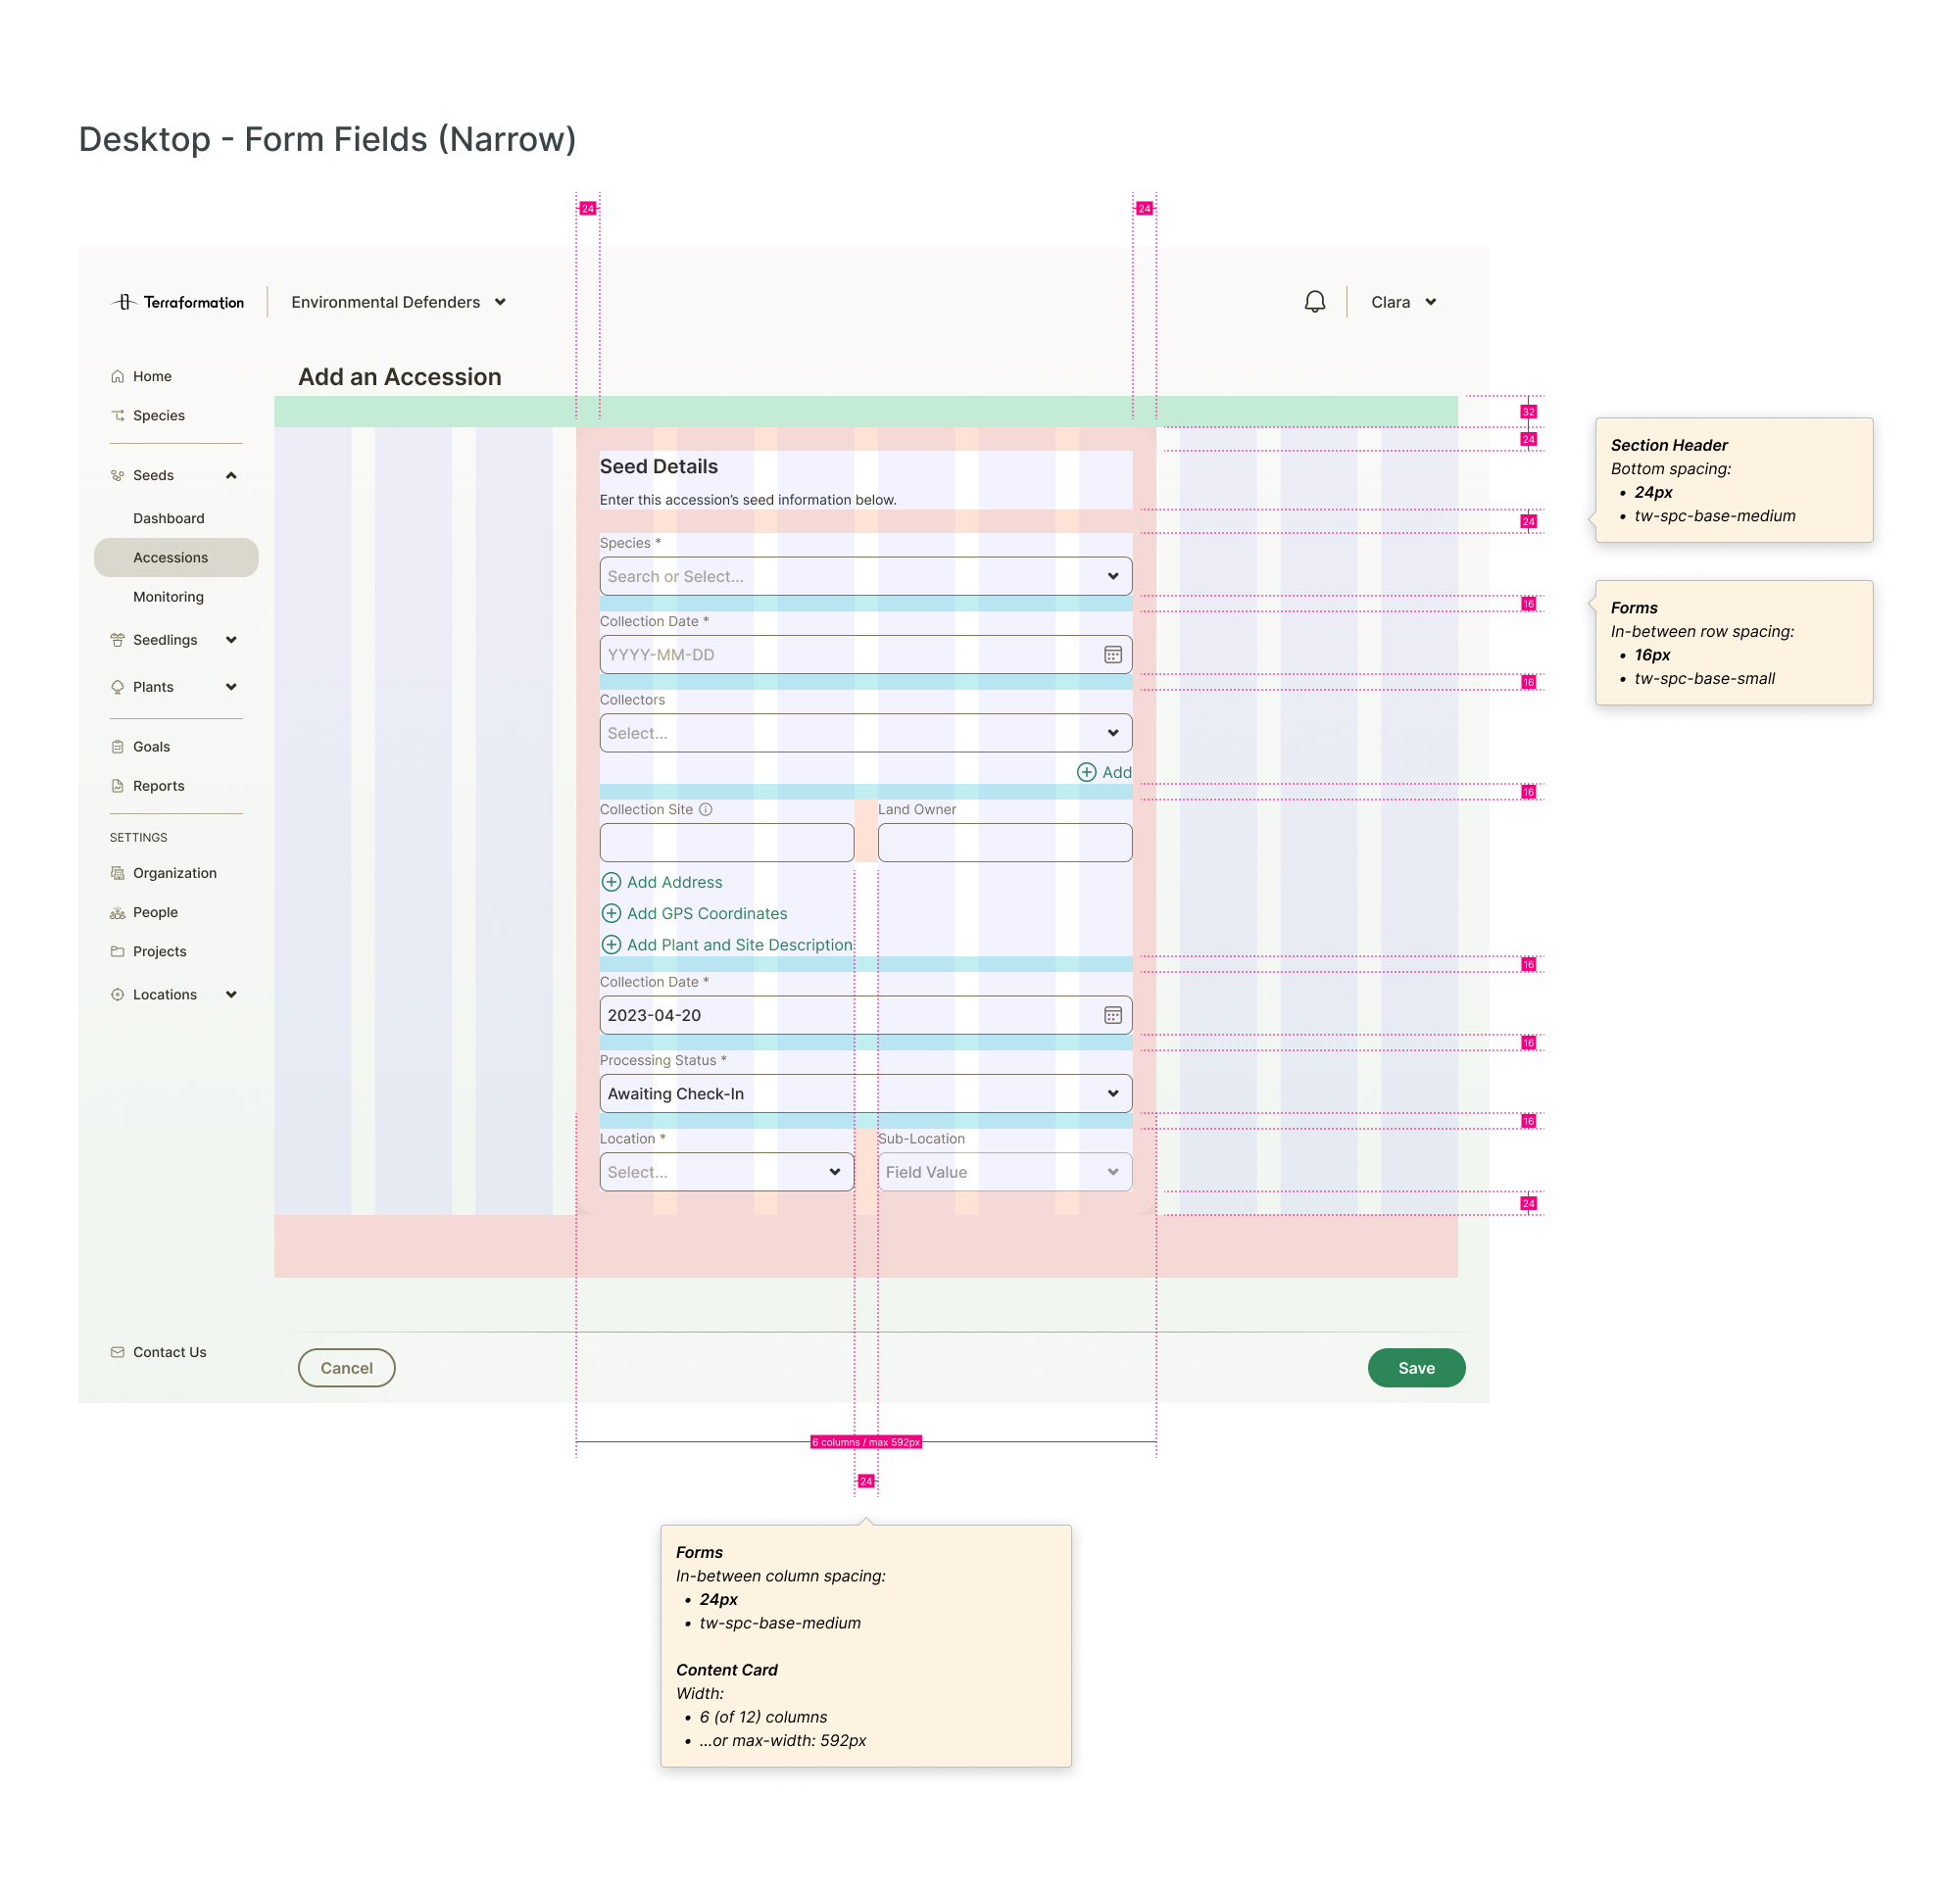 Desktop - Form Fields (Narrow)
24
24
Terraformation
Environmental Defenders
Clara
Home
Species
Seeds
Dashboard
Accessions
Monitoring
Seedlings
Plants
Goals
Reports
SETTINGS
Organization
People
Projects
Locations
Contact Us
Add an Accession
32
24
Seed Details
Enter this accession’s seed information below.
24
Species *
Search or Select...
16
Collection Date *
YYYY-MM-DD
16
Collectors
Select...
Add
16
Collection Site
Land Owner
Add Address
Add GPS Coordinates
Add Plant and Site Description
16
Collection Date *
2023-04-20
16
Processing Status *
Awaiting Check-In
16
Location *
Sub-Location
Select...
Field Value
24
Cancel
Save
6 columns / max 592px
24
Section Header
Bottom spacing:
• 24px
• tw-spc-base-medium
Forms
In-between row spacing:
• 16px
• tw-spc-base-small
Forms
In-between column spacing:
• 24px
• tw-spc-base-medium
Content Card
Width:
• 6 (of 12) columns
• ...or max-width: 592px